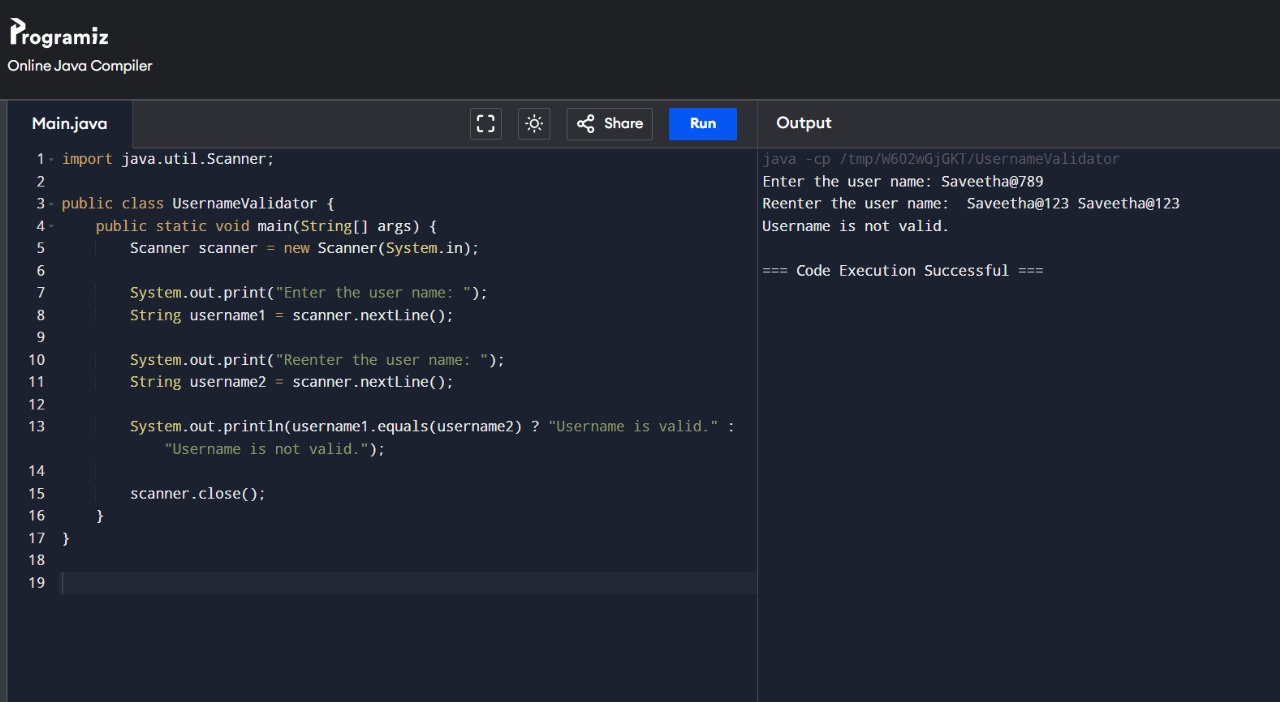 Programiz
Online Java Compiler
Main.java
Share
Run
Output
1 import java.util.Scanner;
2
3 public class UsernameValidator {
4 public static void main(String[] args) {
5 Scanner scanner = new Scanner(System.in);
6
7 System.out.print("Enter the user name: ");
8 String username1 = scanner.nextLine();
9
10 System.out.print("Reenter the user name: ");
11 String username2 = scanner.nextLine();
12
13 System.out.println(username1.equals(username2) ? "Username is valid." :
"Username is not valid.");
14
15 scanner.close();
16 }
17 }
18
19
java -cp /tmp/W6O2wGjGKT/UsernameValidator
Enter the user name: Saveetha@789
Reenter the user name:  Saveetha@123 Saveetha@123
Username is not valid.
=== Code Execution Successful ===